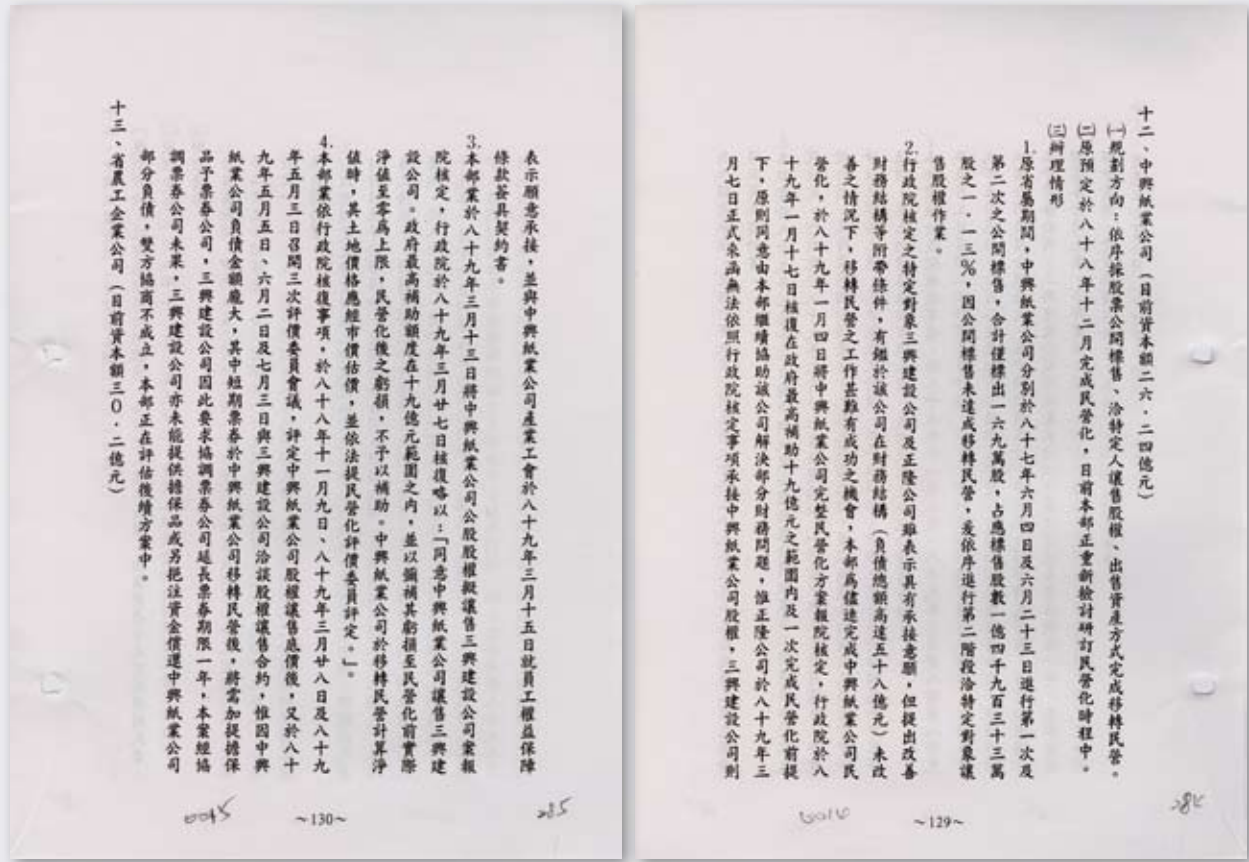 十二、中興紙業公司（目前資本額二六．二四億元）
㈠規劃方向：依序採股票公開標售、洽特定人讓售股權、出售資產方式完成移轉民營。
㈡原預定於八十八年十二月完成民營化，目前本部正重新檢討研訂民營化時程中。
㈢辦理情形
1.原省屬期間，中興紙業公司分別於八十七年六月四日及六月二十三日進行第一次及
第二次之公開標售，合計僅標出一六九萬股，占應標售股數一億四千九百三十三萬
股之一．一三％，因公開標售未達成移轉民營，爰依序進行第二階段洽特定對象讓
售股權作業。
2.行政院核定之特定對象三興建設公司及正隆公司雖表示具有承接意願，但提出改善
財務結構等附帶條件，有鑑於該公司在財務結構（負債總額高達五十八億元）未改
善之情況下，移轉民營之工作甚難有成功之機會，本部為儘速完成中興紙業公司民
營化，於八十九年一月四日將中興紙業公司完整民營化方案報院核定，行政院於八
十九年一月十七日核復在政府最高補助十九億元之範圍內及一次完成民營化前提
下，原則同意由本部繼續協助該公司解決部分財務問題，惟正隆公司於八十九年三
月七日正式來函無法依照行政院核定事項承接中興紙業公司股權，三興建設公司則
～129～
284
表示願意承接，並與中興紙業公司產業工會於八十九年三月十五日就員工權益保障
條款簽具契約書。
3.本部業於八十九年三月十三日將中興紙業公司公股股權擬讓售三興建設公司案報
院核定，行政院於八十九年三月廿七日核復略以：「同意中興紙業公司讓售三興建
設公司。政府最高補助額度在十九億元範圍之內，並以彌補其虧損至民營化前實際
淨值至零為上限，民營化後之虧損，不予以補助。中興紙業公司於移轉民營計算淨
值時，其土地價格應經市價估價，並依法提民營化評價委員評定。」。
4.本部業依行政院核復事項，於八十八年十一月九日、八十九年三月廿八日及八十九
年五月三日召開三次評價委員會議，評定中興紙業公司股權讓售底價後，又於八十
九年五月五日、六月二日及七月三日與三興建設公司洽談股權讓售合約，惟因中興
紙業公司負債金額龐大，其中短期票券於中興紙業公司移轉民營後，將需加提擔保
品予票券公司，三興建設公司因此要求協調票券公司延長票券期限一年，本案經協
調票券公司未果，三興建設公司亦未能提供擔保品或另挹注資金償還中興紙業公司
部分負債，雙方協商不成立，本部正在評估後續方案中。
十三、省農工企業公司（目前資本額三０．二億元）
～130～
285